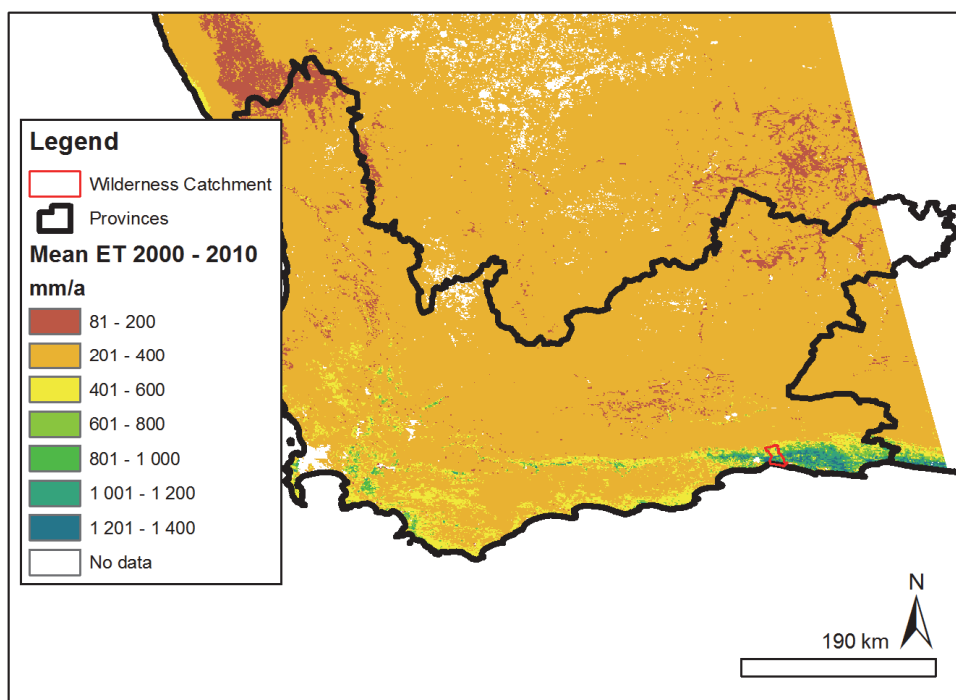 Legend
Wilderness Catchment
Provinces
Mean ET 2000 - 2010
mm/a
81 - 200
201 - 400
401 - 600
601 - 800
801 - 1 000
1 001 - 1 200
1 201 - 1 400
No data
N
190 km